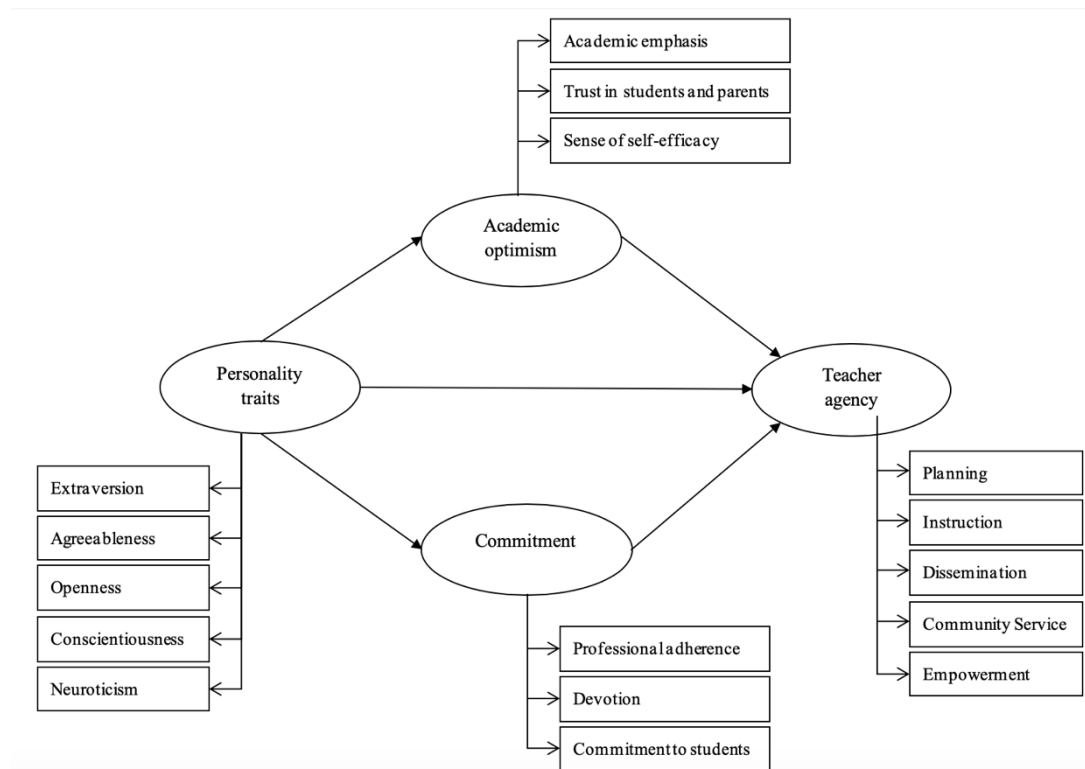 Academic emphasis
Trust in students and parents
Sense of self-efficacy
Academic
optimism
Personality
traits
Teacher
agency
Extraversion
Agreeableness
Openness
Conscientiousness
Neuroticism
Commitment
Planning
Instruction
Dissemination
Community Service
Empowerment
Professional adherence
Devotion
Commitment to students